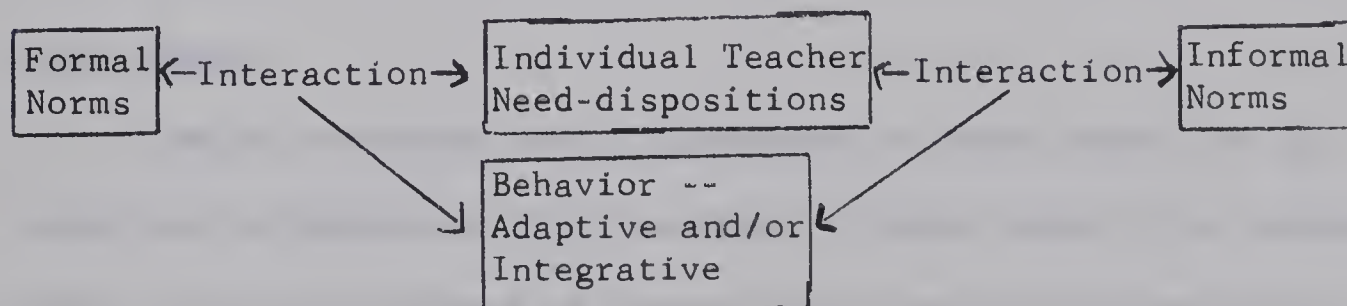 Formal
Norms
Interaction
Individual Teacher
Need-dispositions
Interaction
Informal
Norms
Behavior --
Adaptive and/or
Integrative